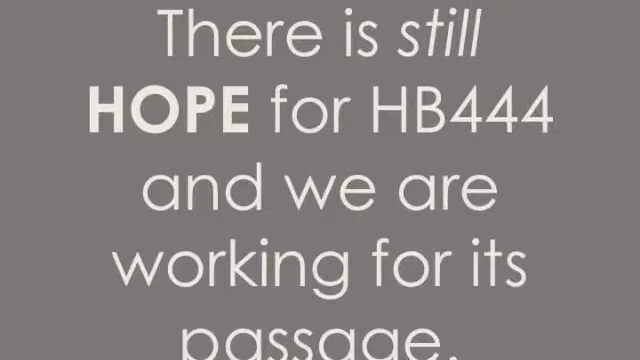 There is still
HOPE for HB444
and we are
working for its
passage.